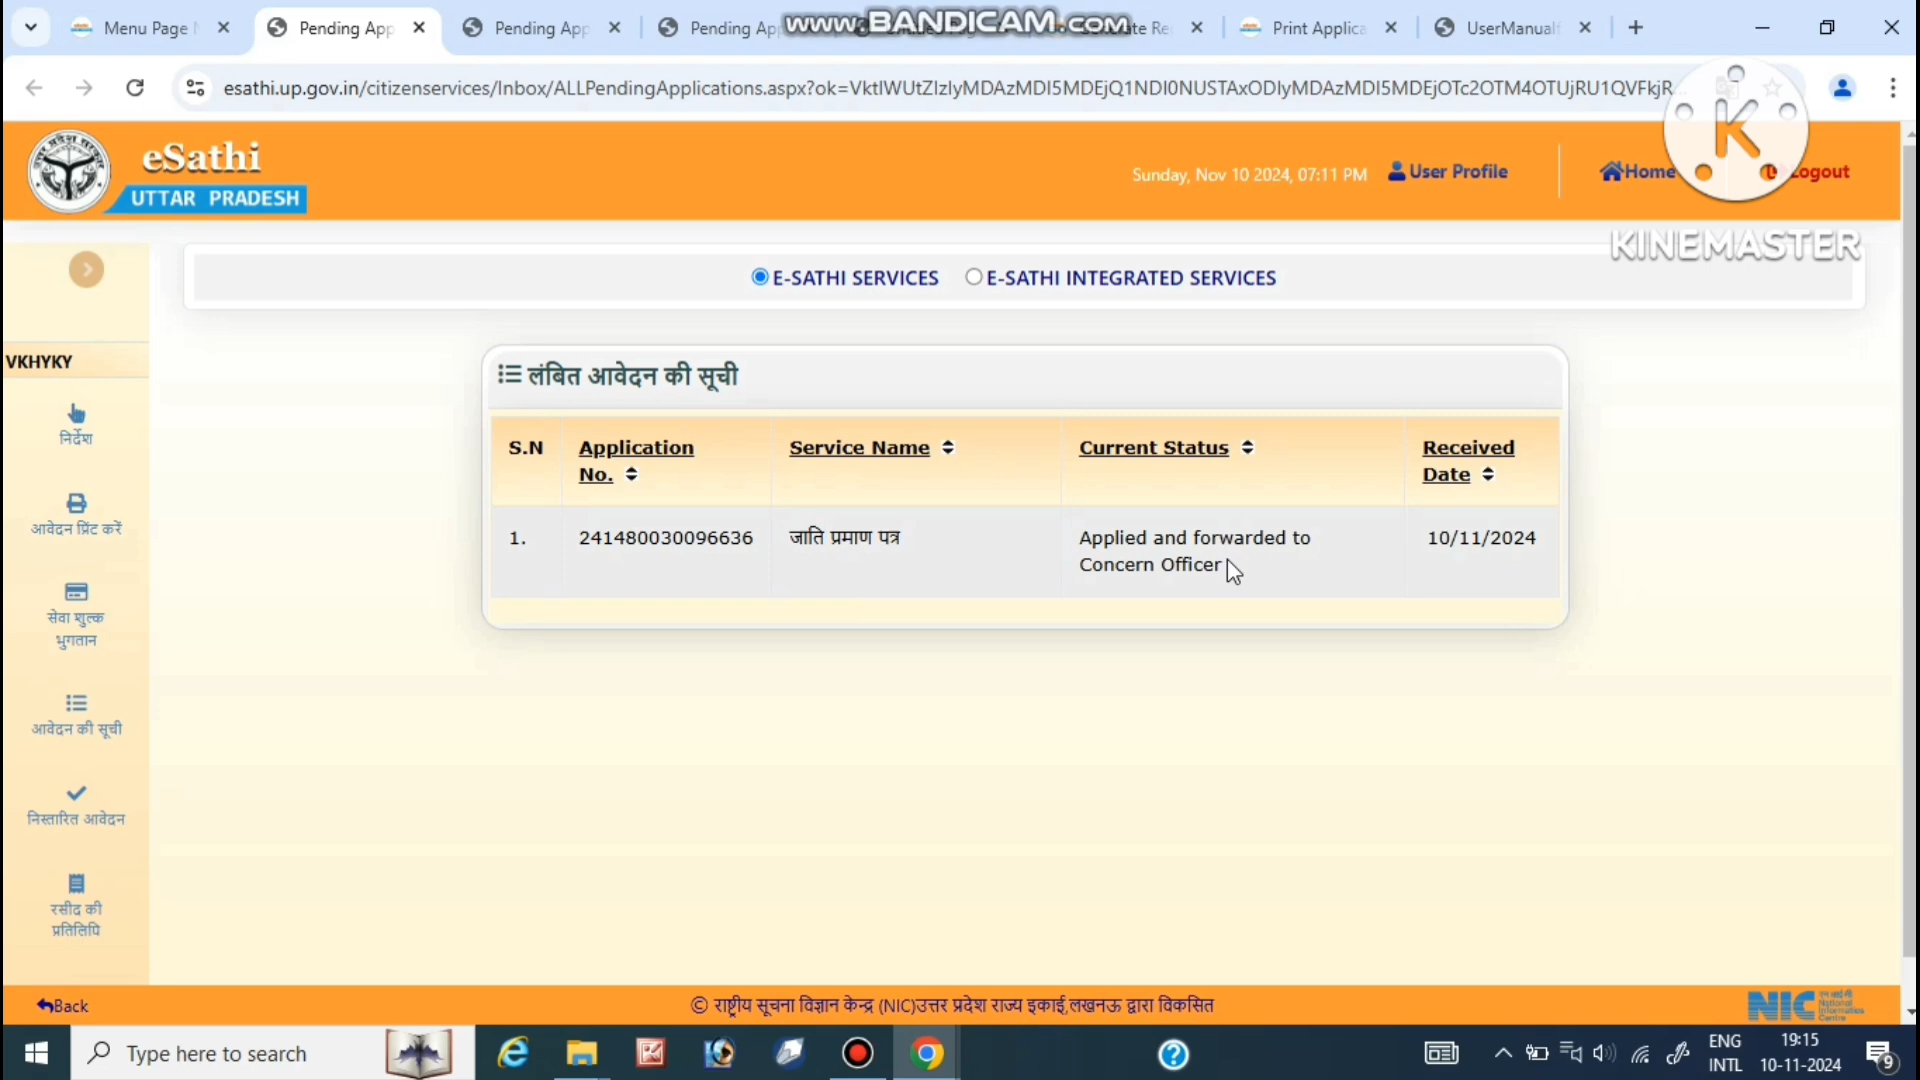 Menu Page
Pending App
Pending App
Pending Ap
www.BANDICAM.com
Print Applica
UserManual
esathi.up.gov.in/citizenservices/Inbox/ALLPendingApplications.aspx?ok=
eSathi
UTTAR PRADESH
Sunday, Nov 10 2024, 07:11 PM
User Profile
Home
Logout
K
KINEMASTER
E-SATHI SERVICES
E-SATHI INTEGRATED SERVICES
VKHYKY
निर्देश
आवेदन प्रिंट करें
सेवा शुल्क
भुगतान
आवेदन की सूची
निस्तारित आवेदन
रसीद की
प्रतिलिपि
लंबित आवेदन की सूची
S.N Application No. Service Name Current Status Received Date
1. 241480030096636 जाति प्रमाण पत्र Applied and forwarded to Concern Officer 10/11/2024
Back
© राष्ट्रीय सूचना विज्ञान केन्द्र (NIC)उत्तर प्रदेश राज्य इकाई,लखनऊ द्वारा विकसित
NIC
National
Informatics
Centre
Type here to search
ENG
INTL
19:15
10-11-2024
9